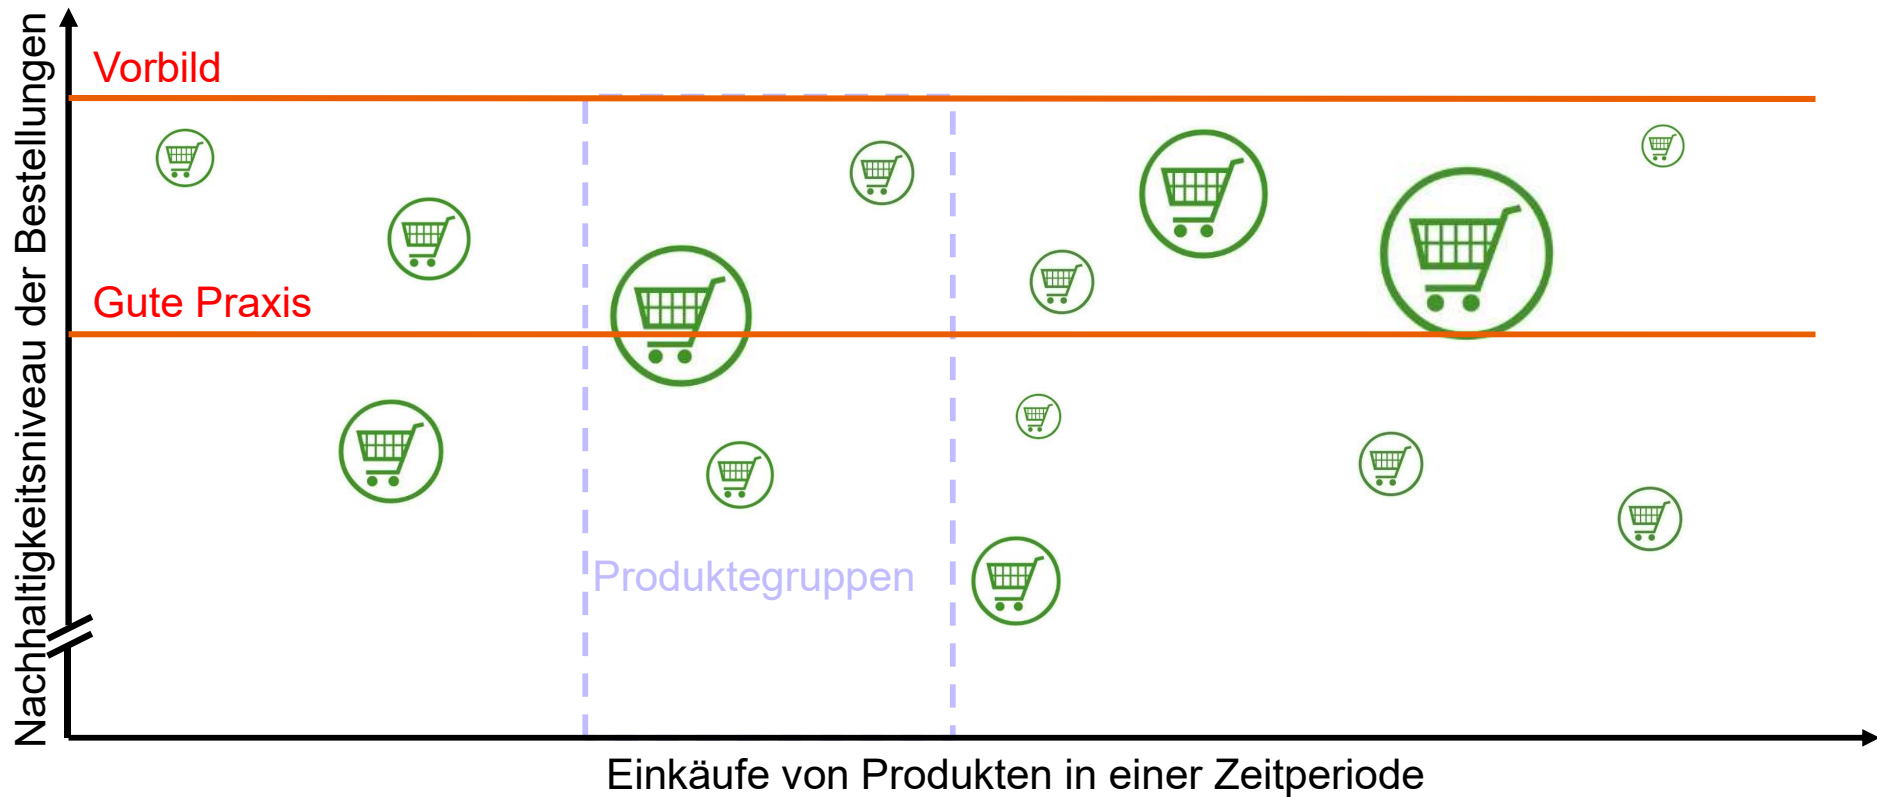 Nachhaltigkeitsniveau der Bestellungen
Vorbild
Gute Praxis
Produktegruppen
Einkäufe von Produkten in einer Zeitperiode